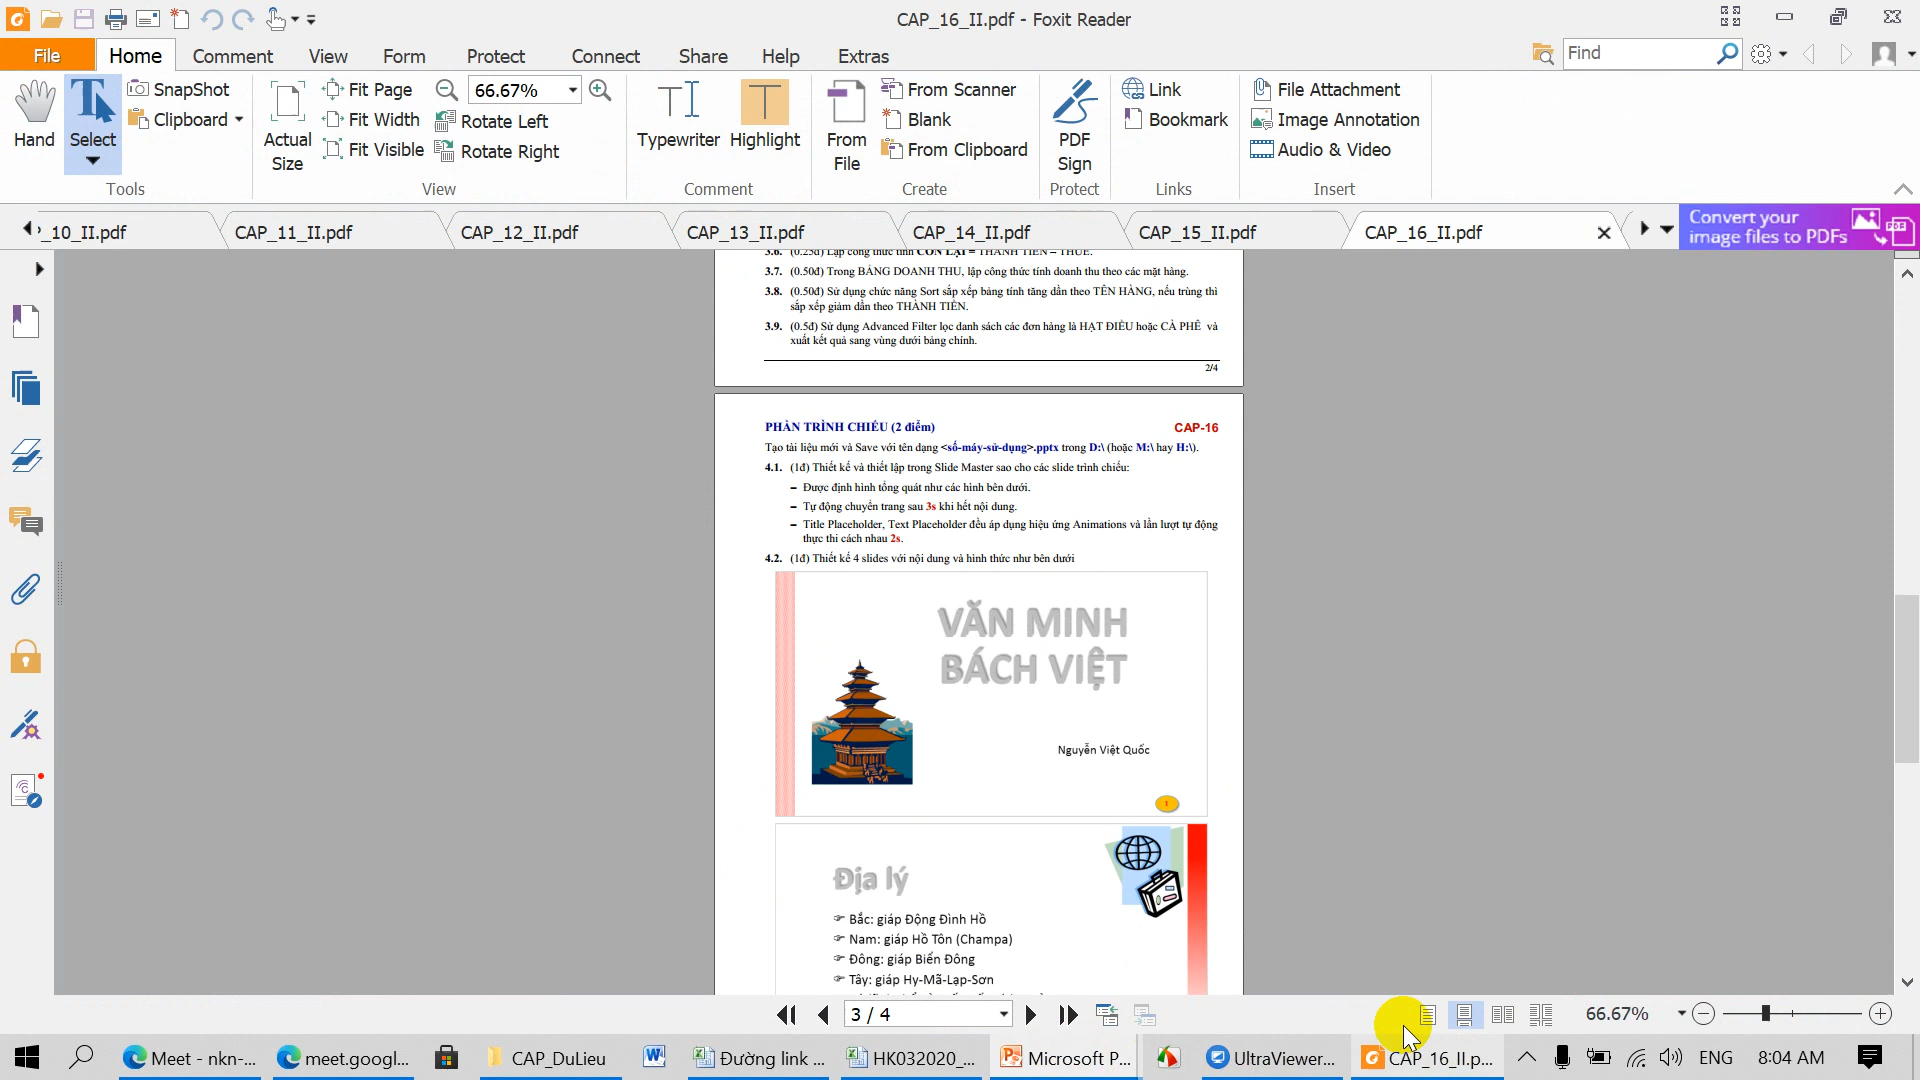 CAP_16_II.pdf - Foxit Reader
File Home Comment View Form Protect Connect Share Help Extras
Find
Hand
Select
SnapShot
Clipboard
Tools
Actual Size
Fit Page
Fit Width
Fit Visible
66.67%
Rotate Left
Rotate Right
View
Typewriter Highlight
Comment
From File
From Scanner
Blank
From Clipboard
Create
PDF Sign
Protect
Link
Bookmark
Links
File Attachment
Image Annotation
Audio & Video
Insert
_10_II.pdf CAP_11_II.pdf CAP_12_II.pdf CAP_13_II.pdf CAP_14_II.pdf CAP_15_II.pdf CAP_16_II.pdf
Convert your
image files to PDFs
3.6. (0.25đ) Lập công thức tính CÒN LẠI = THÀNH TIỀN – THUẾ.
3.7. (0.50đ) Trong BẢNG DOANH THU, lập công thức tính doanh thu theo các mặt hàng.
3.8. (0.50đ) Sử dụng chức năng Sort sắp xếp bảng tính tăng dần theo TÊN HÀNG, nếu trùng thì
sắp xếp giảm dần theo THÀNH TIỀN.
3.9. (0.5đ) Sử dụng Advanced Filter lọc danh sách các đơn hàng là HẠT ĐIỀU hoặc CÀ PHÊ và
xuất kết quả sang vùng dưới bảng chính.
2/4
PHẦN TRÌNH CHIẾU (2 điểm) CAP-16
Tạo tài liệu mới và Save với tên dạng <số-máy-sử-dụng>.pptx trong D:\ (hoặc M:\ hay H:\).
4.1. (1đ) Thiết kế và thiết lập trong Slide Master sao cho các slide trình chiếu:
– Được định hình tổng quát như các hình bên dưới.
– Tự động chuyển trang sau 3s khi hết nội dung.
– Title Placeholder, Text Placeholder đều áp dụng hiệu ứng Animations và lần lượt tự động
thực thi cách nhau 2s.
4.2. (1đ) Thiết kế 4 slides với nội dung và hình thức như bên dưới
VĂN MINH
BÁCH VIỆT
Nguyễn Việt Quốc
1
Địa lý
Bắc: giáp Động Đình Hồ
Nam: giáp Hồ Tôn (Champa)
Đông: giáp Biển Đông
Tây: giáp Hy-Mã-Lạp-Sơn
3 / 4
66.67%
Meet - nkn-... meet.googl... CAP_DuLieu Đường link ... HK032020_... Microsoft P... UltraViewer... CAP_16_II.p... ENG 8:04 AM